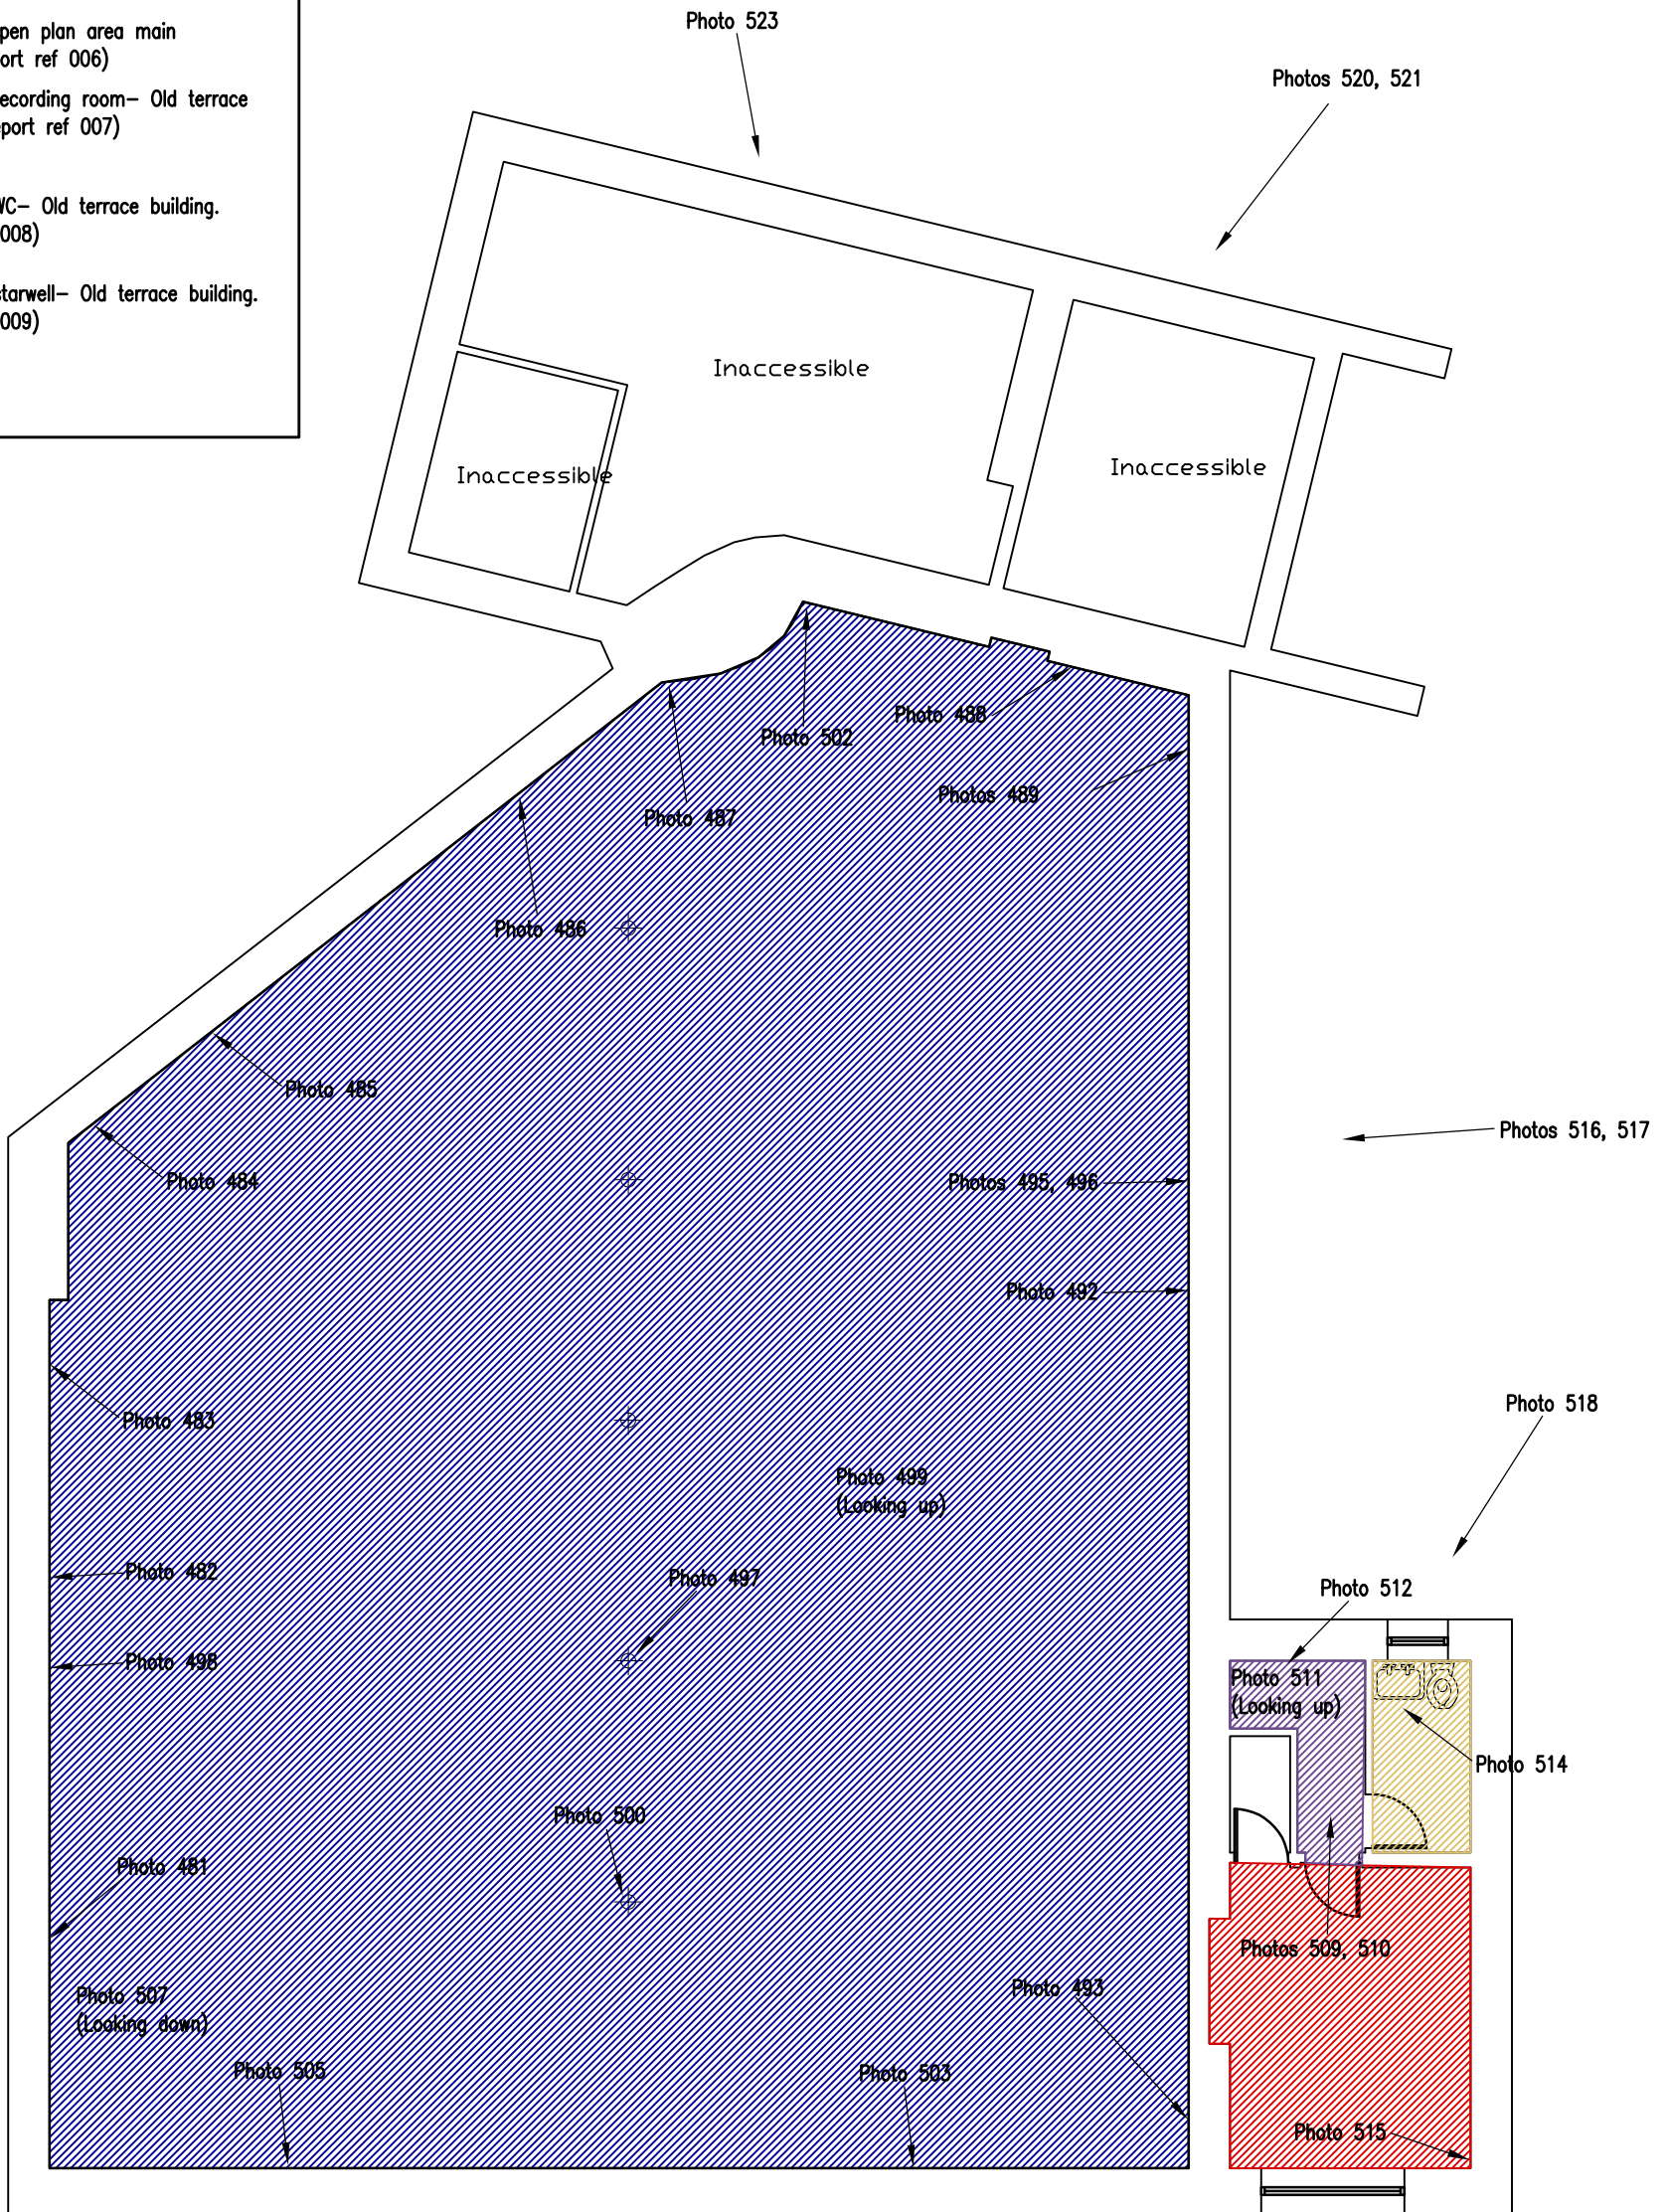 pen plan area main
ort ref 006)
ecording room– Old terrace
port ref 007)
WC– Old terrace building.
008)
starwell– Old terrace building.
009)
Photo 523
Photos 520, 521
Inaccessible
Inaccessible
Inaccessible
Photo 488
Photo 502
Photos 489
Photo 487
Photo 486
Photo 485
Photos 516, 517
Photo 484
Photos 495, 496
Photo 492
Photo 518
Photo 483
Photo 499
(Looking up)
Photo 482
Photo 497
Photo 512
Photo 498
Photo 511
(Looking up)
Photo 514
Photo 500
Photo 481
Photos 509, 510
Photo 493
Photo 507
(Looking down)
Photo 505
Photo 503
Photo 515